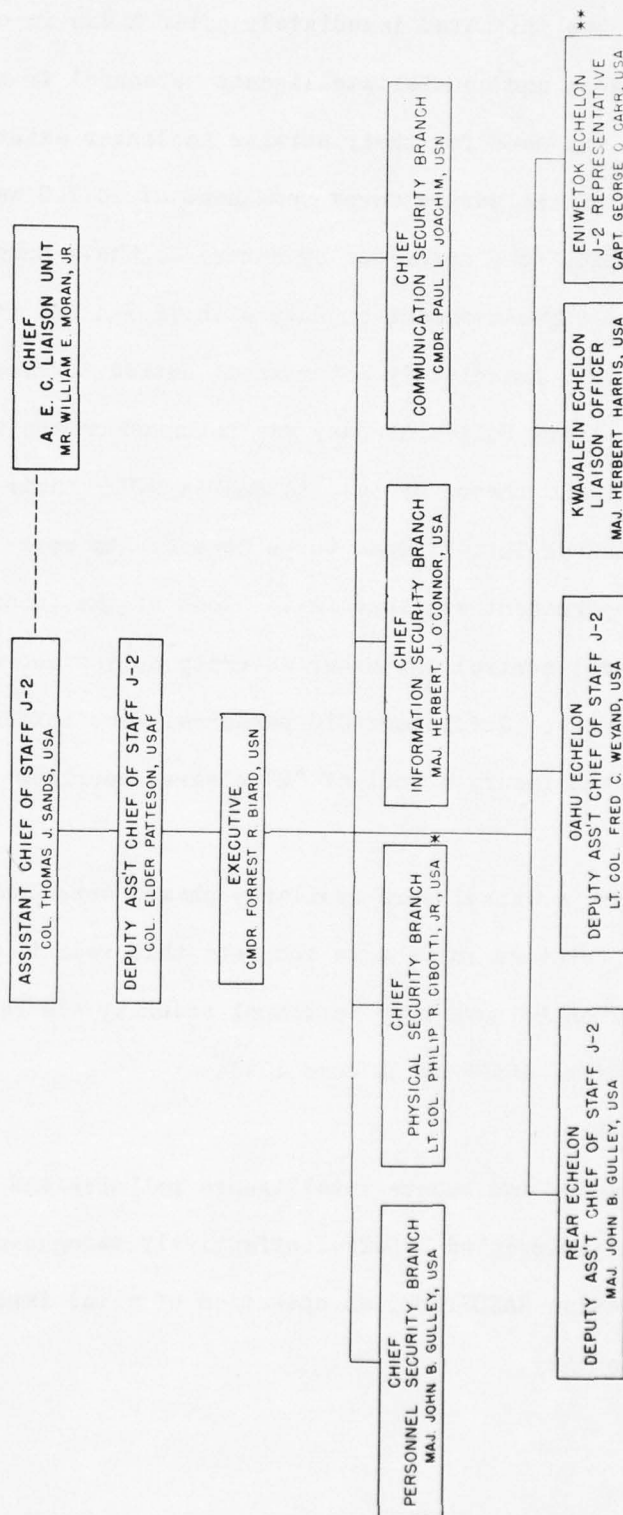 ASSISTANT CHIEF OF STAFF J-2
COL. THOMAS J. SANDS, USA
CHIEF
A. E. C. LIAISON UNIT
MR. WILLIAM E. MORAN, JR
DEPUTY ASS'T CHIEF OF STAFF J-2
COL. ELDER PATTESON, USAF
EXECUTIVE
CMDR. FORREST R. BIARD, USN
CHIEF
PERSONNEL SECURITY BRANCH
MAJ. JOHN B. GULLEY, USA
CHIEF
PHYSICAL SECURITY BRANCH
LT COL. PHILIP R. CIBOTTI, JR., USA
*
CHIEF
INFORMATION SECURITY BRANCH
MAJ. HERBERT J. O'CONNOR, USA
CHIEF
COMMUNICATION SECURITY BRANCH
CMDR. PAUL L. JOACHIM, USN
REAR ECHELON
DEPUTY ASS'T CHIEF OF STAFF J-2
MAJ. JOHN B. GULLEY, USA
OAHU ECHELON
DEPUTY ASS'T CHIEF OF STAFF J-2
LT. COL. FRED C. WEYAND, USA
KWAJALEIN ECHELON
LIAISON OFFICER
MAJ. HERBERT HARRIS, USA
**
ENIWETOK ECHELON
J-2 REPRESENTATIVE
CAPT GEORGE O. CARR, USA